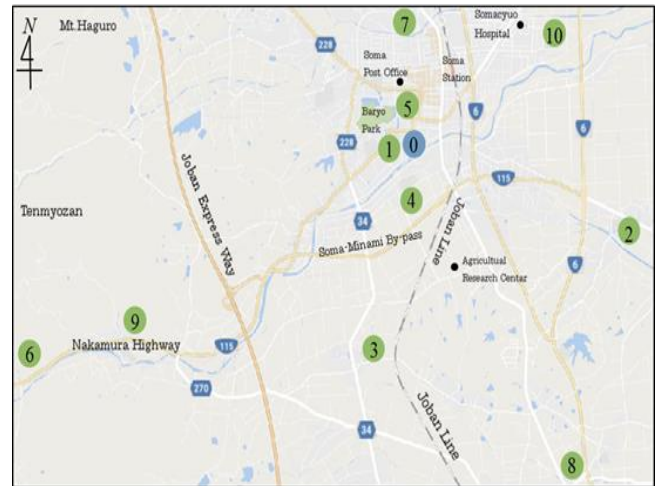 N
4
Mt.Haguro
7
Somacyuo
Hospital
10
228
Soma
Post Office
Soma
Station
5
Baryo
Park
6
6
228
1
0
115
Joban Express Way
Tenmyozan
4
34
Joban Line
2
Soma-Minami By-pass
Agricultual
Research Centar
6
9
6
Nakamura Highway
115
3
270
34
Joban Line
8